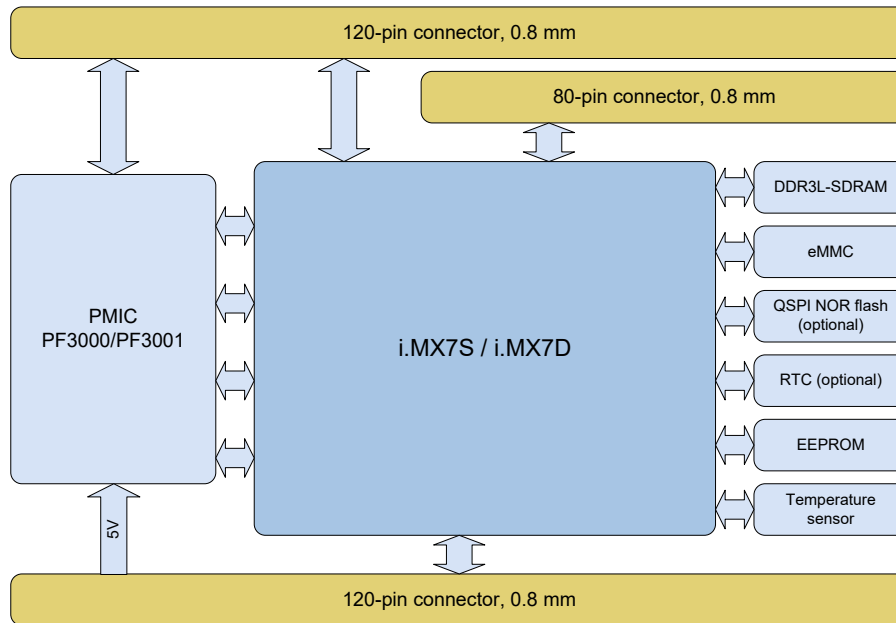 120-pin connector, 0.8 mm
80-pin connector, 0.8 mm
DDR3L-SDRAM
eMMC
QSPI NOR flash
(optional)
PMIC
PF3000/PF3001
i.MX7S / i.MX7D
RTC (optional)
EEPROM
Temperature
sensor
5V
120-pin connector, 0.8 mm